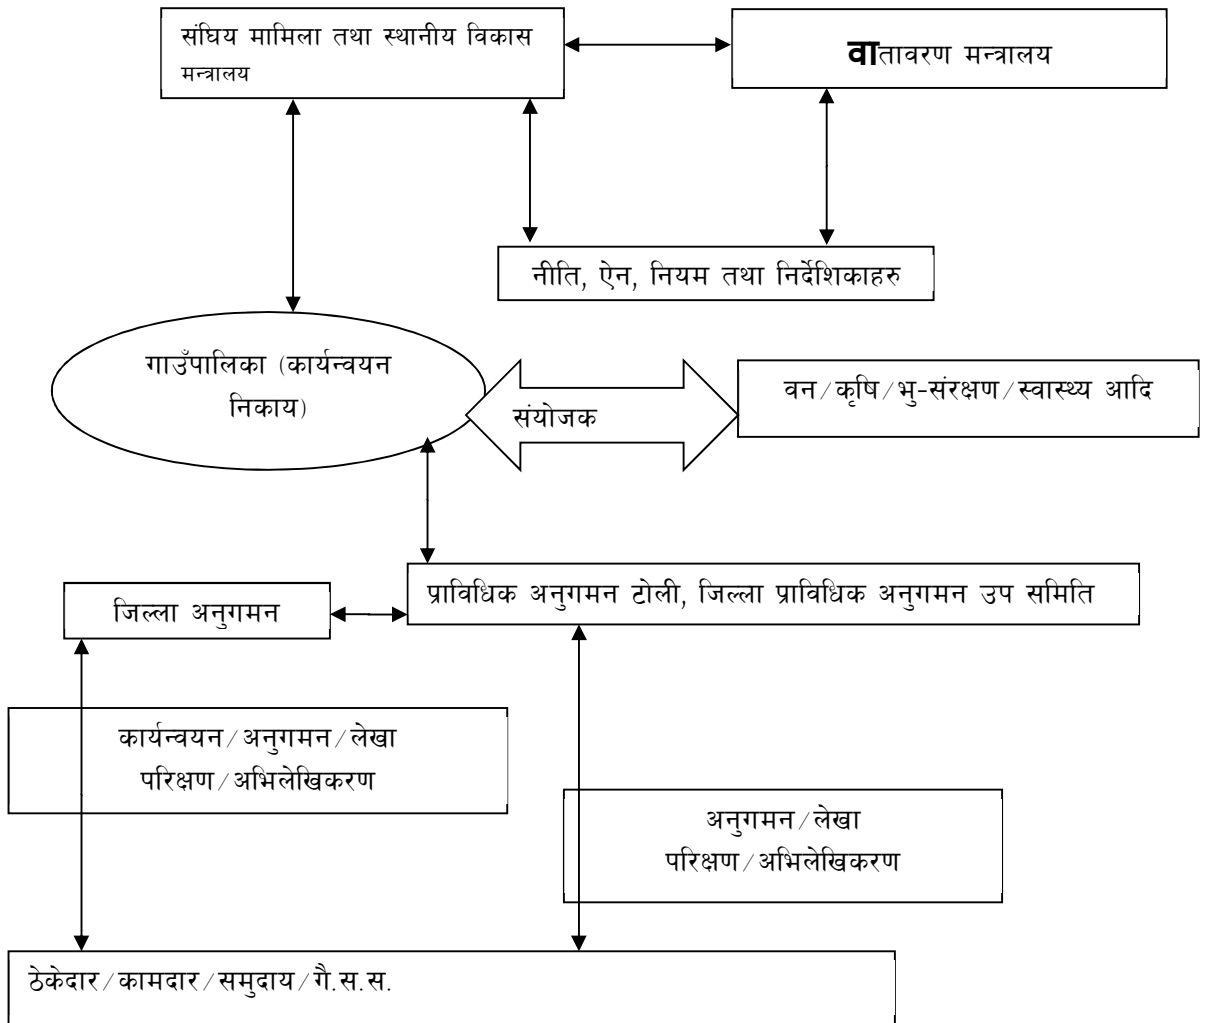 संघिय मामिला तथा स्थानीय विकास
मन्त्रालय
वातावरण मन्त्रालय
नीति, ऐन, नियम तथा निर्देशिकाहरु
गाउँपालिका (कार्यन्वयन
निकाय)
संयोजक
वन/कृषि/भु-संरक्षण/स्वास्थ्य आदि
प्राविधिक अनुगमन टोली, जिल्ला प्राविधिक अनुगमन उप समिति
जिल्ला अनुगमन
कार्यन्वयन/अनुगमन/लेखा
परिक्षण/अभिलेखिकरण
अनुगमन/लेखा
परिक्षण/अभिलेखिकरण
ठेकेदार/कामदार/समुदाय/गै.स.स.